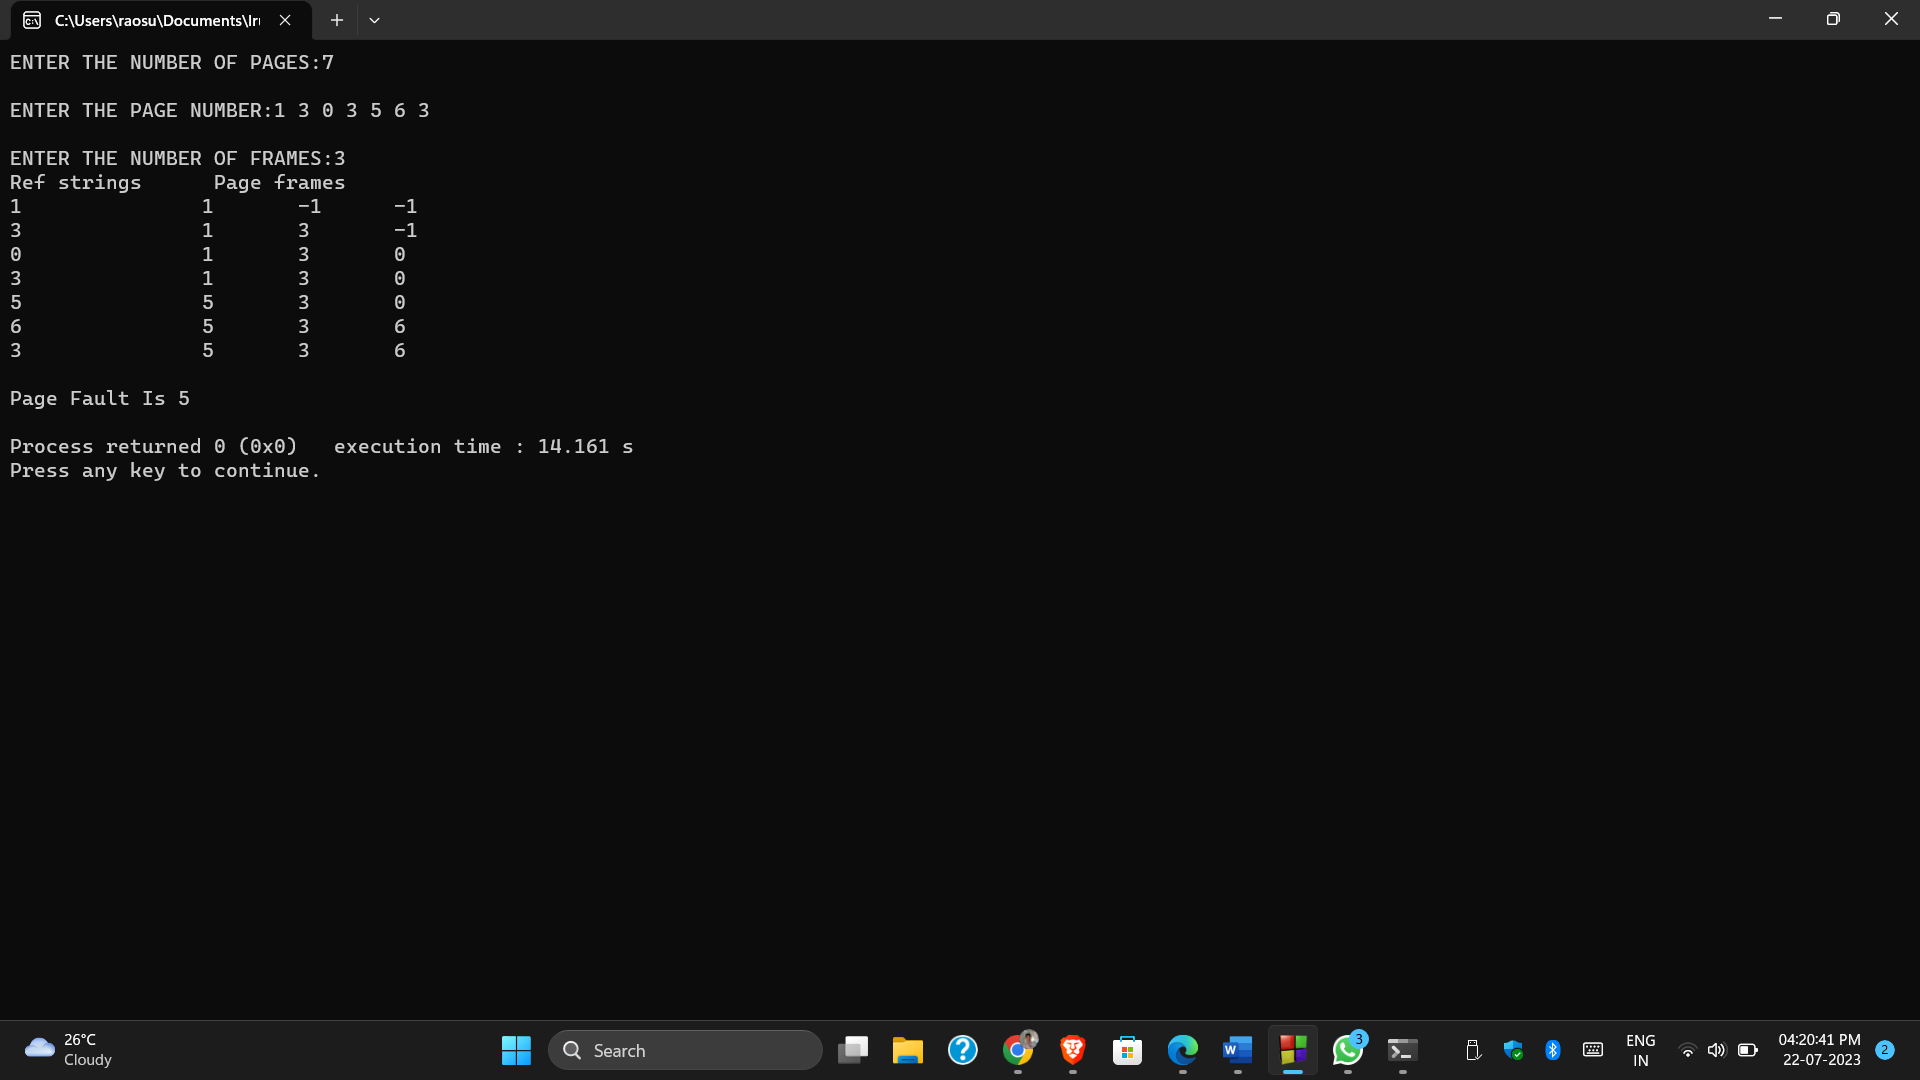 C:\Users\raosu\Documents\lru
ENTER THE NUMBER OF PAGES:7
ENTER THE PAGE NUMBER:1 3 0 3 5 6 3
ENTER THE NUMBER OF FRAMES:3
Ref strings Page frames
1 1 -1 -1
3 1 3 -1
0 1 3 0
3 1 3 0
5 5 3 0
6 5 3 6
3 5 3 6
Page Fault Is 5
Process returned 0 (0x0) execution time : 14.161 s
Press any key to continue.
26°C
Cloudy
Search
3
ENG
IN
04:20:41 PM
22-07-2023
2